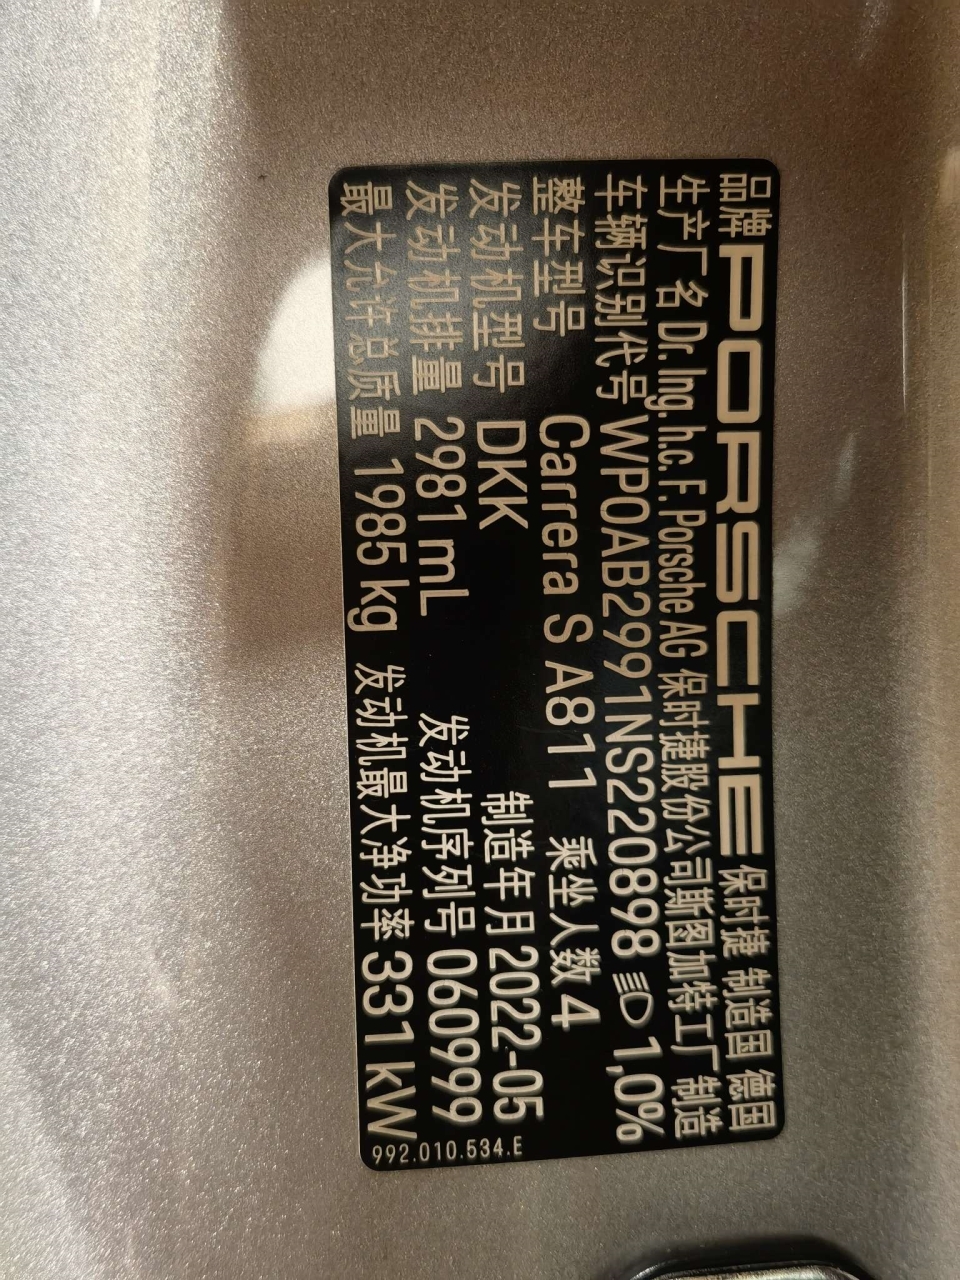 品牌 PORSCHE 保时捷 制造国 德国
生产厂名 Dr. Ing. h.c. F. Porsche AG 保时捷股份公司斯图加特工厂 制造
车辆识别代号 WP0AB2991NS220898 1,0%
整车型号 Carrera S A811 乘坐人数 4
发动机型号 DKK 制造年月 2022-05
发动机排量 2981 mL 发动机序列号 060999
最大允许总质量 1985 kg 发动机最大净功率 331 kW
992.010.534.E